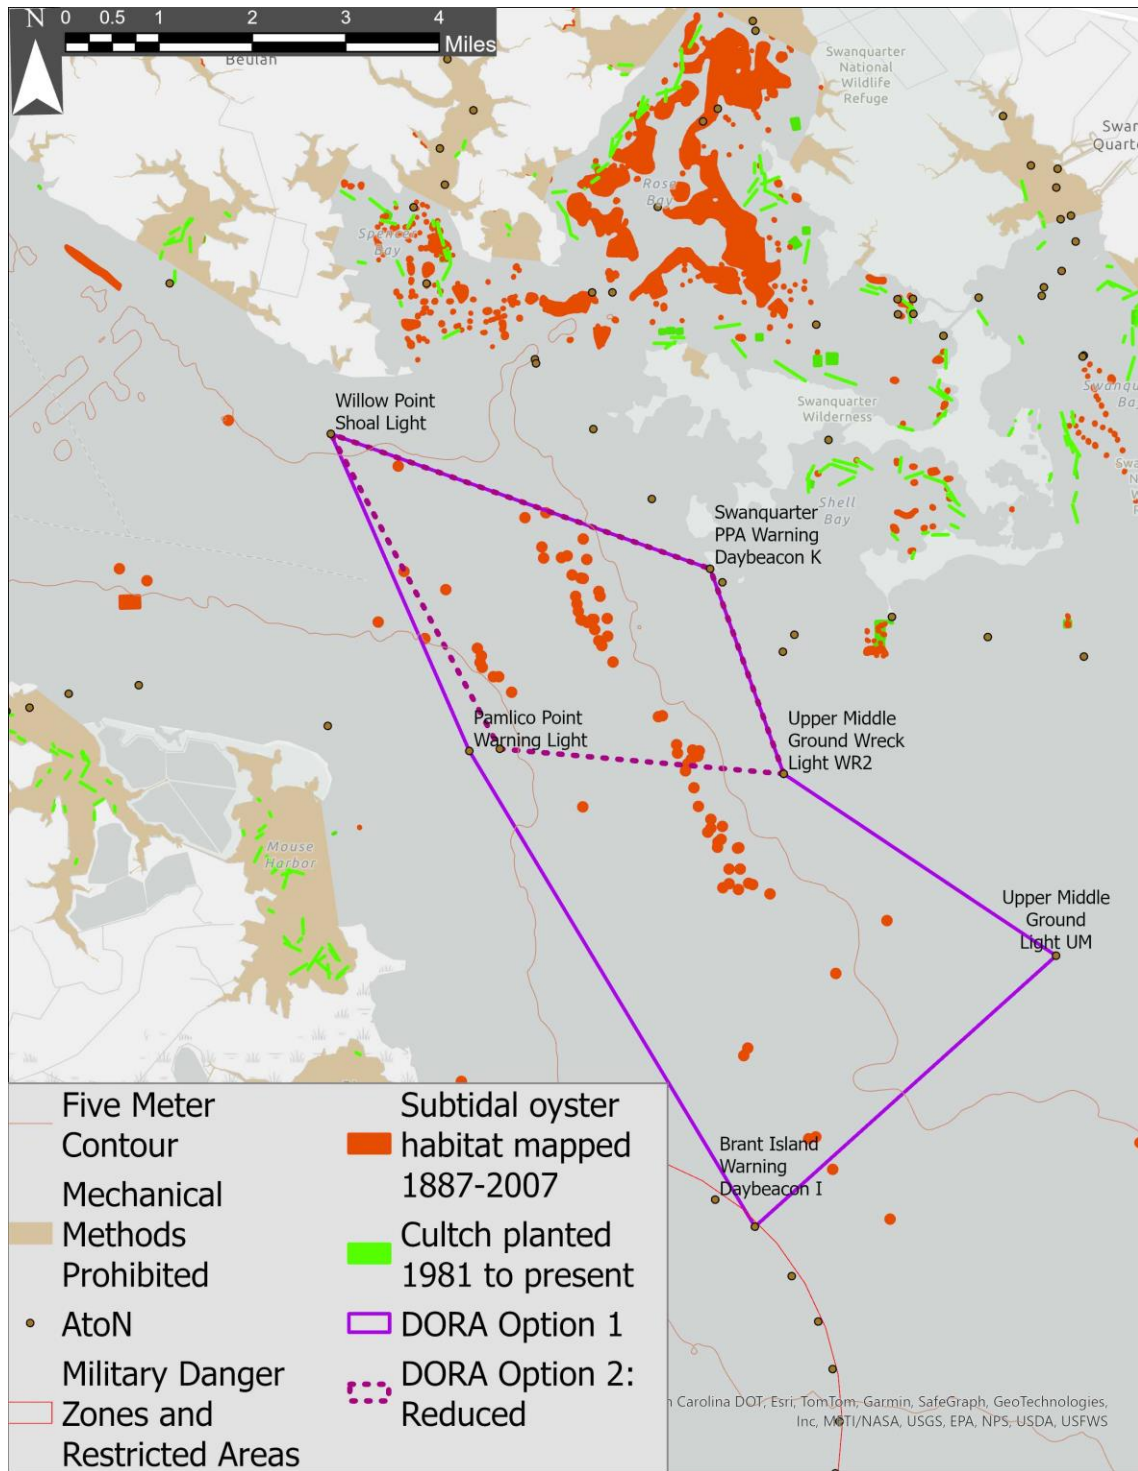 N
0 0.5 1 2 3 4
Miles
Beulah
Swanquarter
National
Wildlife
Refuge
Swan
Quarte
Rose
Bay
Spencer
Bay
Willow Point
Shoal Light
Swanquarter
Wilderness
Swanqu
Ba
Shell
Bay
Swanquarter
PPA Warning
Daybeacon K
Pamlico Point
Warning Light
Upper Middle
Ground Wreck
Light WR2
Mouse
Harbor
Upper Middle
Ground
Light UM
Brant Island
Warning
Daybeacon I
Five Meter
Contour
Mechanical
Methods
Prohibited
AtoN
Military Danger
Zones and
Restricted Areas
Subtidal oyster
habitat mapped
1887-2007
Cultch planted
1981 to present
DORA Option 1
DORA Option 2:
Reduced
Carolina DOT, Esri, TomTom, Garmin, SafeGraph, GeoTechnologies,
Inc, METI/NASA, USGS, EPA, NPS, USDA, USFWS